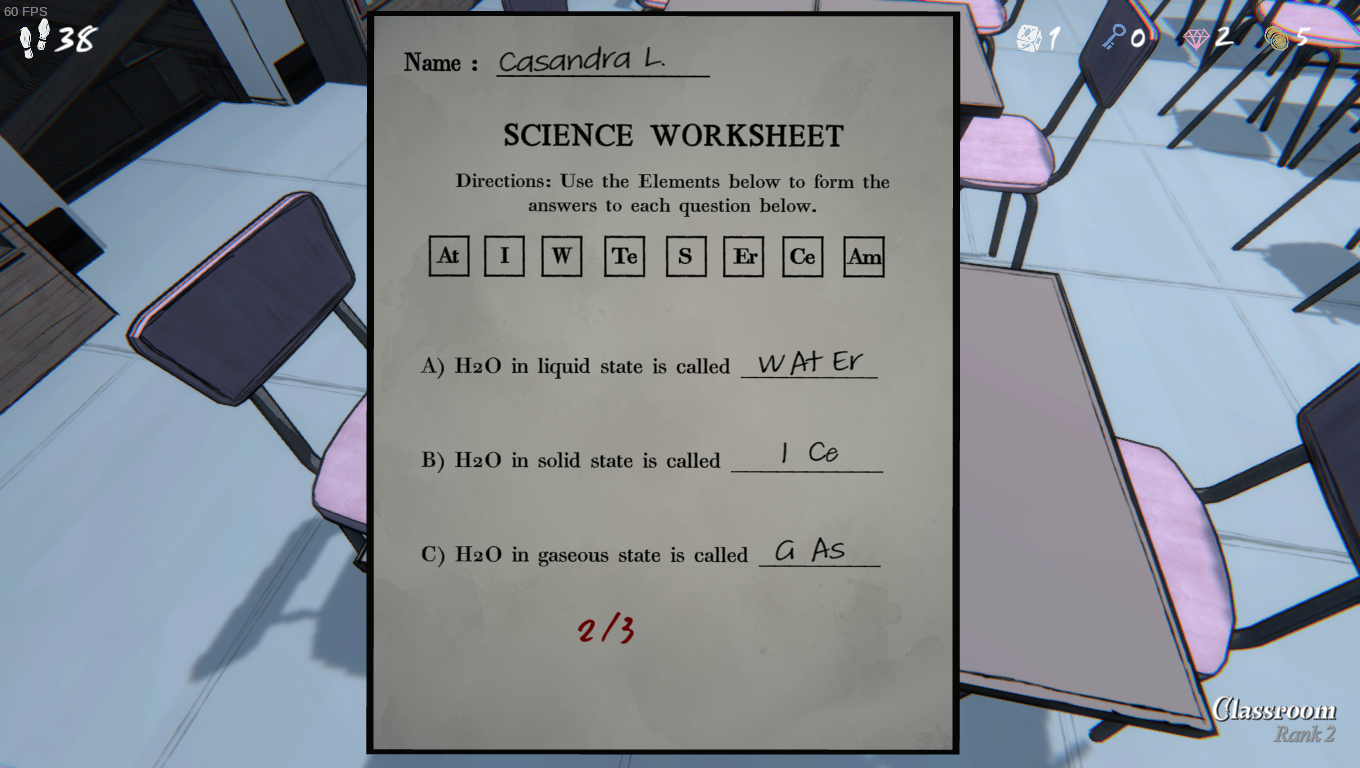 60 FPS
38
1 0 2 5
Name : Casandra L.
SCIENCE WORKSHEET
Directions: Use the Elements below to form the
answers to each question below.
At I W Te S Er Ce Am
A) H2O in liquid state is called W At Er
B) H2O in solid state is called I Ce
C) H2O in gaseous state is called G As
2/3
Classroom
Rank 2